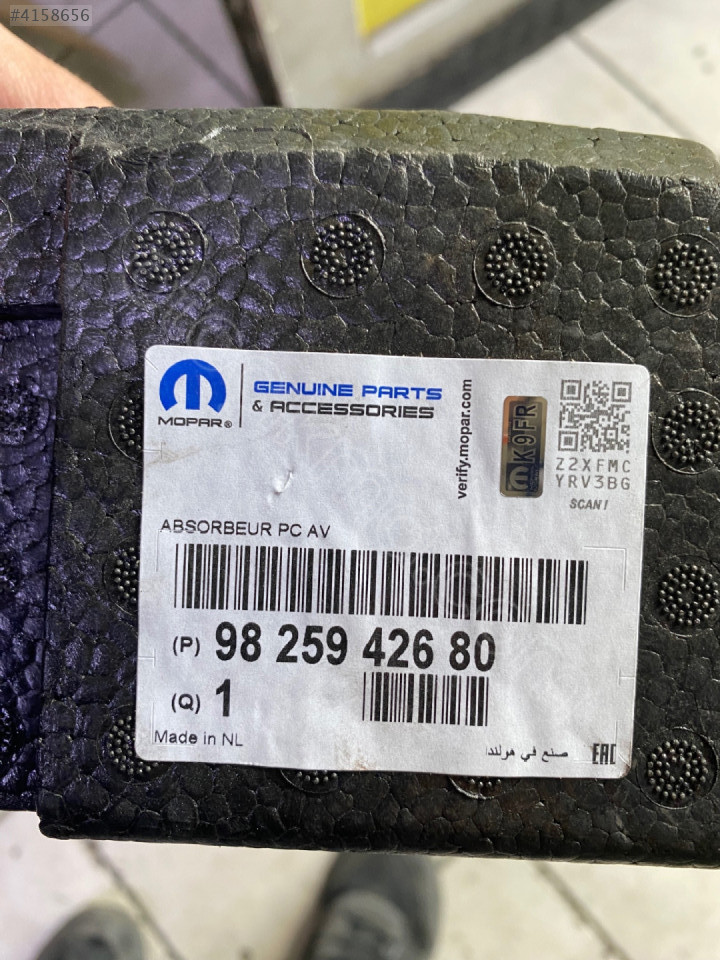 #4158656
MOPAR®
GENUINE PARTS
& ACCESSORIES
verify.mopar.com
K9FR
Z2XFMC
YRV3BG
SCAN!
ABSORBEUR PC AV
(P) 98 259 426 80
(Q) 1
Made in NL
صنع في هولندا
EAC